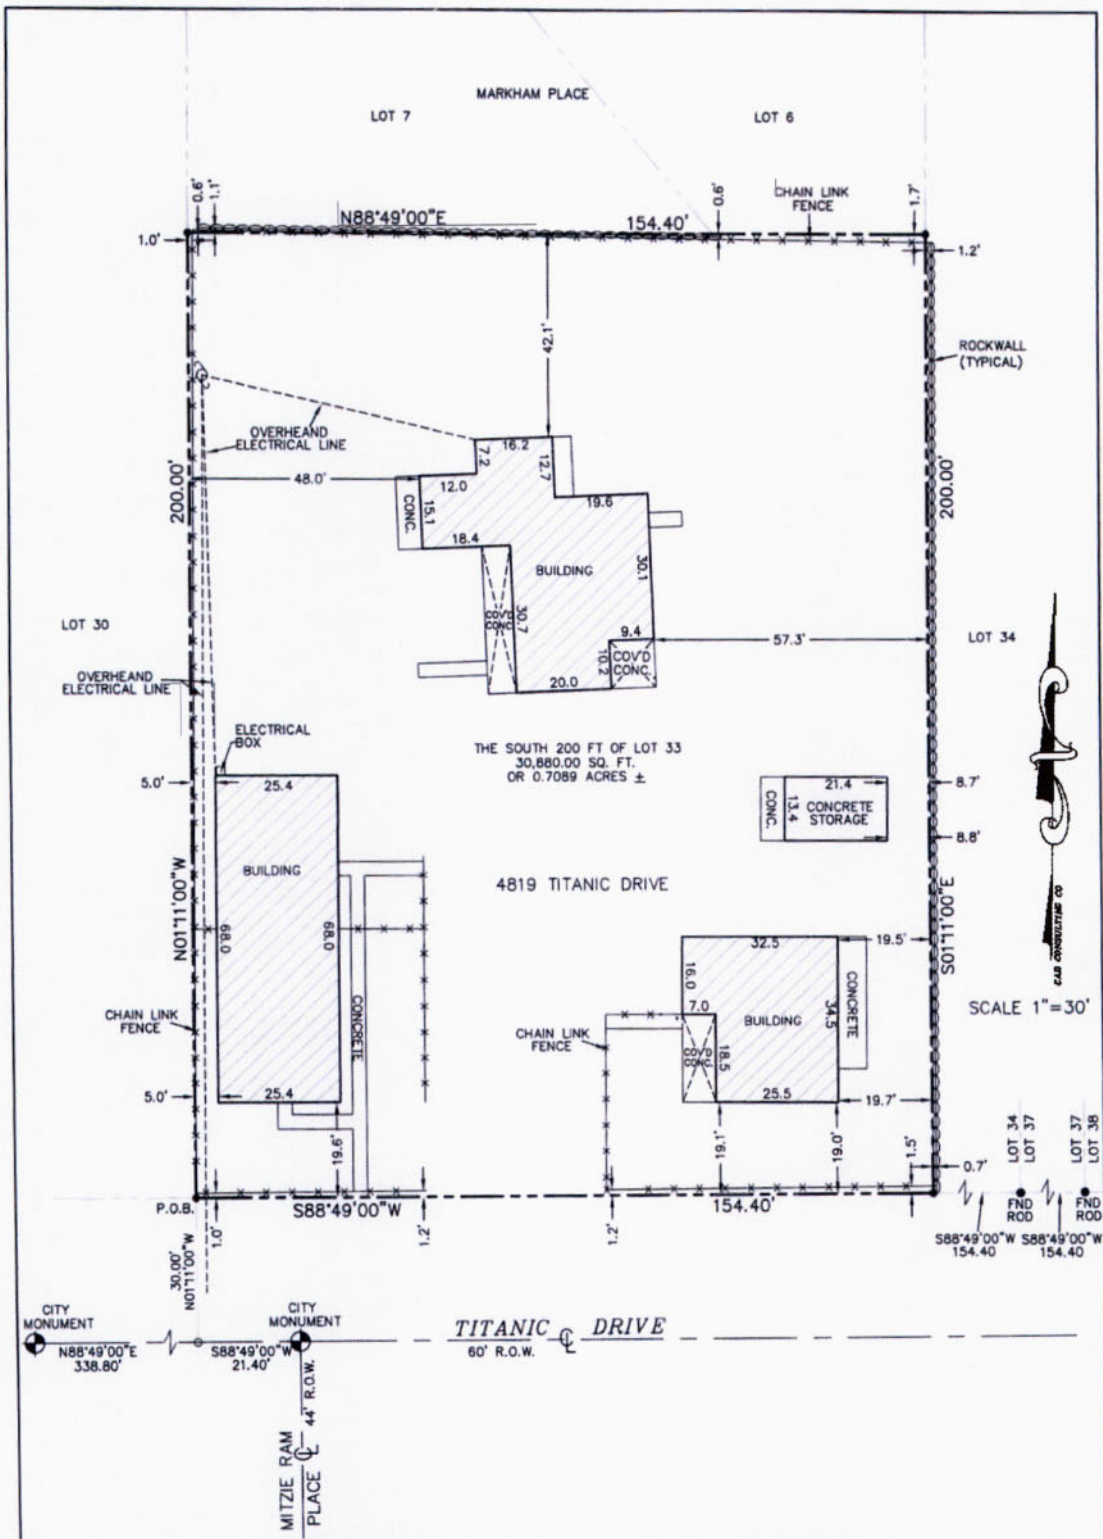 MARKHAM PLACE
LOT 7
LOT 6
0.6'
1.1'
N88°49'00"E
154.40'
0.6'
CHAIN LINK
FENCE
1.7'
1.0'
1.2'
42.1'
ROCKWALL
(TYPICAL)
OVERHEAND
ELECTRICAL LINE
16.2
7.2
12.7
48.0'
12.0
19.6
200.00'
200.00'
CONC.
15.1
18.4
BUILDING
30.1
COV'D
CONC
30.7
9.4
57.3'
10.2
COV'D
CONC.
20.0
LOT 30
LOT 34
OVERHEAND
ELECTRICAL LINE
ELECTRICAL
BOX
THE SOUTH 200 FT OF LOT 33
30,880.00 SQ. FT.
OR 0.7089 ACRES ±
5.0'
25.4
CONC.
13.4
21.4
CONCRETE
STORAGE
8.7'
8.8'
BUILDING
4819 TITANIC DRIVE
N01°11'00"W
68.0
68.0
S01°11'00"E
CAD CONSULTING CO
32.5
19.5'
16.0
SCALE 1"=30'
CHAIN LINK
FENCE
CONCRETE
CHAIN LINK
FENCE
7.0
BUILDING
34.5
CONCRETE
COV'D
CONC
18.5
5.0'
25.4
25.5
19.7'
19.6'
19.1'
19.0'
1.5'
0.7'
LOT 34
LOT 37
LOT 37
LOT 38
P.O.B.
S88°49'00"W
154.40'
FND
ROD
FND
ROD
1.0'
1.2'
1.2'
S88°49'00"W
154.40
S88°49'00"W
154.40
30.00'
N01°11'00"W
CITY
MONUMENT
CITY
MONUMENT
TITANIC DRIVE
60' R.O.W.
N88°49'00"E
338.80'
S88°49'00"W
21.40'
44' R.O.W.
MITZIE RAM
PLACE